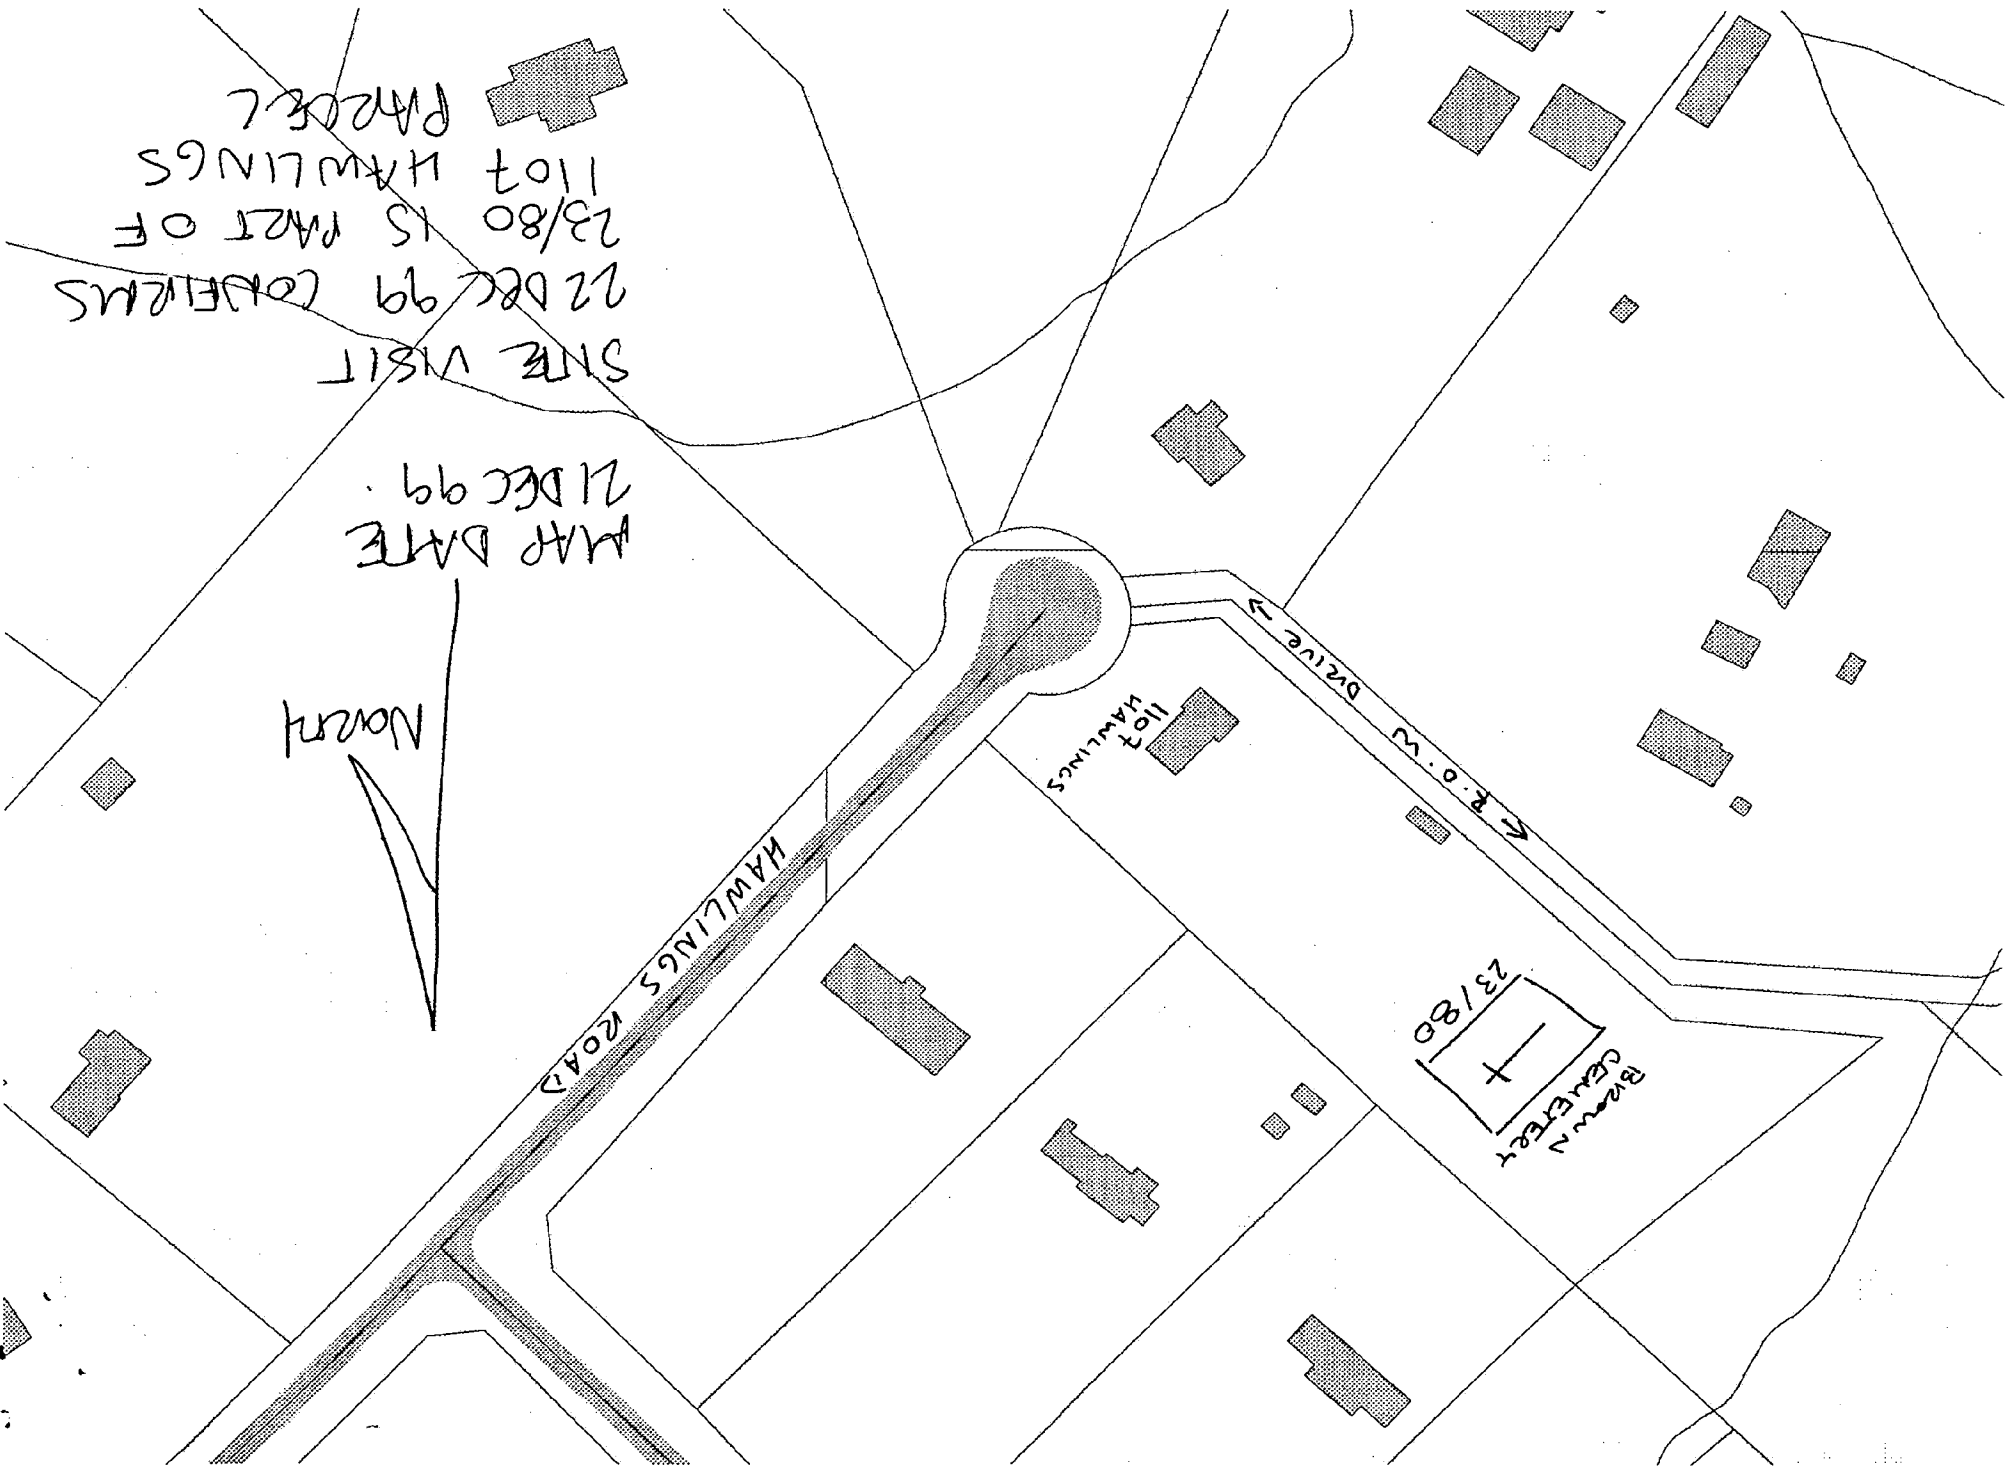 MAP DATE
21 DEC 99.
SITE VISIT
22 DEC 99 CONFIRMS
23/80 IS PART OF
1107 HAWLINGS
PARCEL
NORTH
HAWLINGS ROAD
1107
HAWLINGS
← DRIVE R.O.W →
23/80
BROWN
CEMETERY